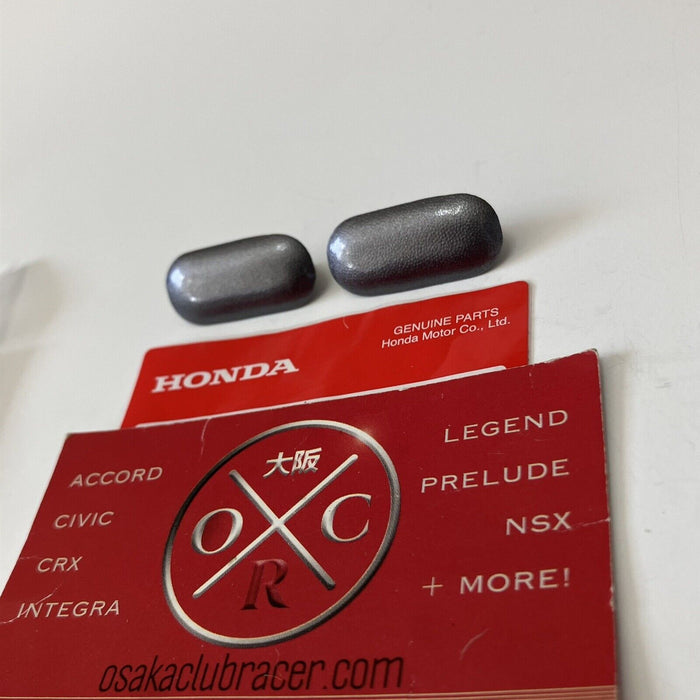 GENUINE PARTS
Honda Motor Co., Ltd.
HONDA
ACCORD
CIVIC
CRX
INTEGRA
大阪
O C
R
LEGEND
PRELUDE
NSX
+ MORE!
osakaclubracer.com